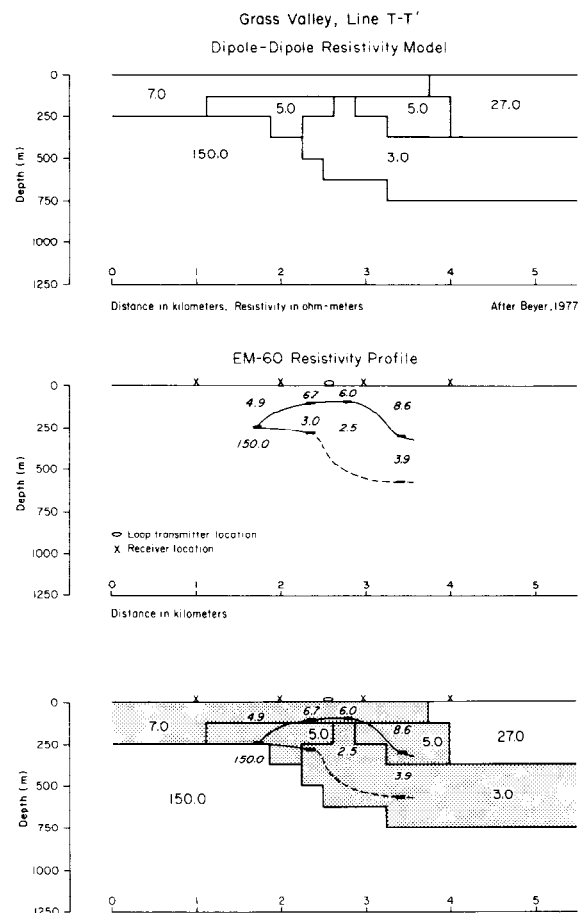 Grass Valley, Line T-T'
Dipole-Dipole Resistivity Model
0
7.0
5.0
5.0
27.0
250
150.0
3.0
500
750
1000
1250
Depth (m)
0 1 2 3 4 5
Distance in kilometers, Resistivity in ohm-meters
After Beyer, 1977
EM-60 Resistivity Profile
0
X X X X
4.9
67
6.0
8.6
250
150.0
3.0
2.5
3.9
500
750
1000
1250
Depth (m)
Loop transmitter location
X Receiver location
0 1 2 3 4 5
Distance in kilometers
0
X X X X
4.9
6.7
6.0
8.6
7.0
5.0
5.0
27.0
250
150.0
2.5
3.9
150.0
3.0
500
750
1000
1250
Depth (m)
0 1 2 3 4 5